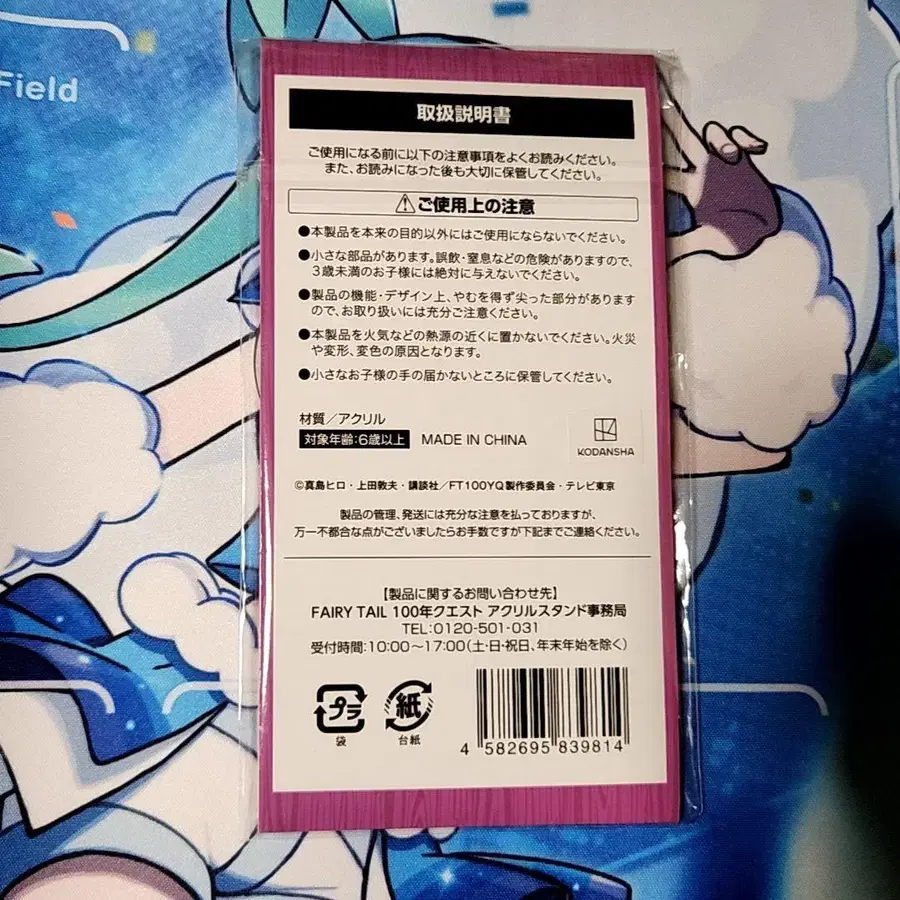 Field
取扱説明書
ご使用になる前に以下の注意事項をよくお読みください。
また、お読みになった後も大切に保管してください。
⚠ご使用上の注意
●本製品を本来の目的以外にはご使用にならないでください。
●小さな部品があります。誤飲・窒息などの危険がありますので、
3歳未満のお子様には絶対に与えないでください。
●製品の機能・デザイン上、やむを得ず尖った部分があります
ので、お取り扱いには充分ご注意ください。
●本製品を火気などの熱源の近くに置かないでください。火災
や変形、変色の原因となります。
●小さなお子様の手の届かないところに保管してください。
材質／アクリル
対象年齢:6歳以上 MADE IN CHINA
KODANSHA
©真島ヒロ・上田敦夫・講談社／FT100YQ製作委員会・テレビ東京
製品の管理、発送には充分な注意を払っておりますが、
万一不都合な点がございましたらお手数ですが下記までご連絡ください。
【製品に関するお問い合わせ先】
FAIRY TAIL 100年クエスト アクリルスタンド事務局
TEL:0120-501-031
受付時間:10:00～17:00(土・日・祝日、年末年始を除く)
プラ
袋
紙
台紙
4 582695 839814